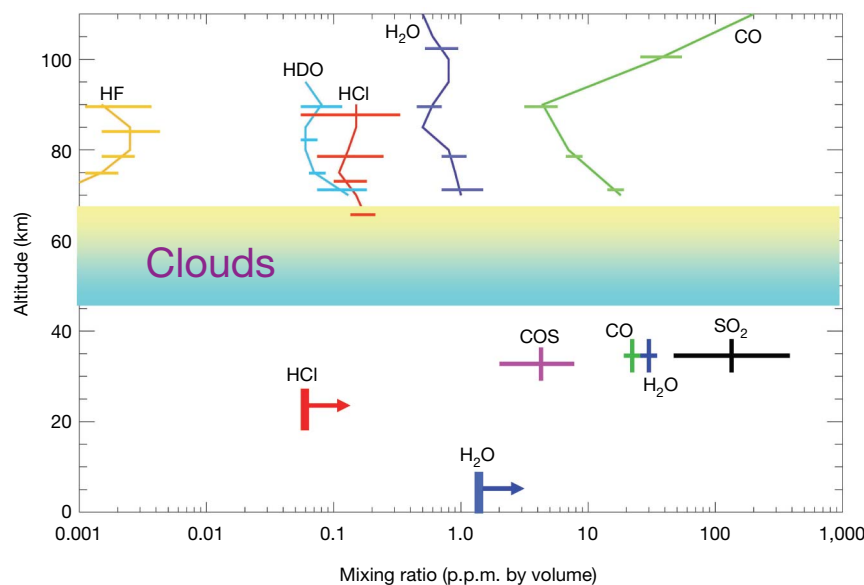 H₂O
CO
100
HDO
HF
HCl
80
Altitude (km)
60
Clouds
40
COS
CO
SO₂
HCl
H₂O
20
H₂O
0
0.001
0.01
0.1
1.0
10
100
1,000
Mixing ratio (p.p.m. by volume)